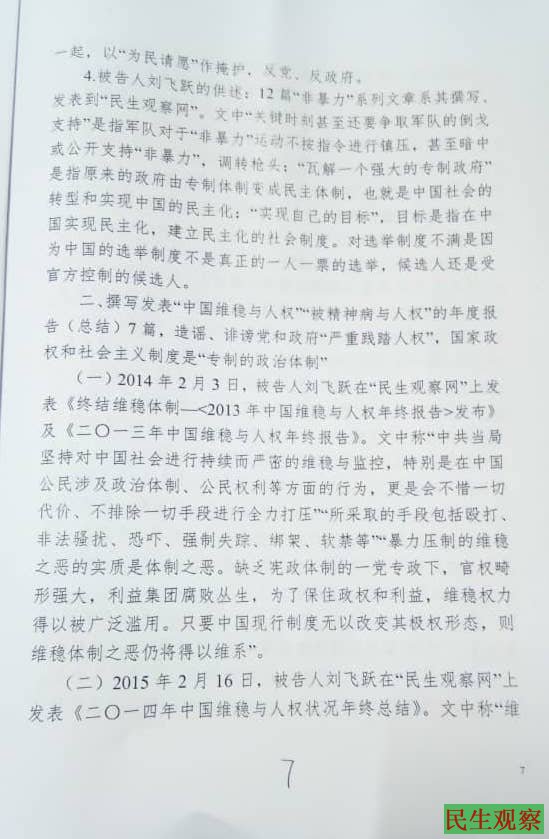 一起，以“为民请愿”作掩护，反党、反政府。
4.被告人刘飞跃的供述：12篇“非暴力”系列文章系其撰写、
发表到“民生观察网”。文中“关键时刻甚至还要争取军队的倒戈
支持”是指军队对于“非暴力”运动不按指令进行镇压，甚至暗中
或公开支持“非暴力”，调转枪头；“瓦解一个强大的专制政府”
是指原来的政府由专制体制变成民主体制，也就是中国社会的
转型和实现中国的民主化；“实现自己的目标”，目标是指在中
国实现民主化，建立民主化的社会制度。对选举制度不满是因
为中国的选举制度不是真正的一人一票的选举，候选人还是受
官方控制的候选人。
二、撰写发表“中国维稳与人权”“被精神病与人权”的年度报
告（总结）7篇，造谣、诽谤党和政府“严重践踏人权”，国家政
权和社会主义制度是“专制的政治体制”
（一）2014年2月3日，被告人刘飞跃在“民生观察网”上发
表《终结维稳体制—<2013年中国维稳与人权年终报告>发布》
及《二〇一三年中国维稳与人权年终报告》。文中称“中共当局
坚持对中国社会进行持续而严密的维稳与监控，特别是在中国
公民涉及政治体制、公民权利等方面的行为，更是会不惜一切
代价、不排除一切手段进行全力打压”“所采取的手段包括殴打、
非法骚扰、恐吓、强制失踪、绑架、软禁等”“暴力压制的维稳
之恶的实质是体制之恶。缺乏宪政体制的一党专政下，官权畸
形强大，利益集团腐败丛生，为了保住政权和利益，维稳权力
得以被广泛滥用。只要中国现行制度无以改变其极权形态，则
维稳体制之恶仍将得以维系”。
（二）2015年2月16日，被告人刘飞跃在“民生观察网”上
发表《二〇一四年中国维稳与人权状况年终总结》。文中称“维
7
7
民生观察